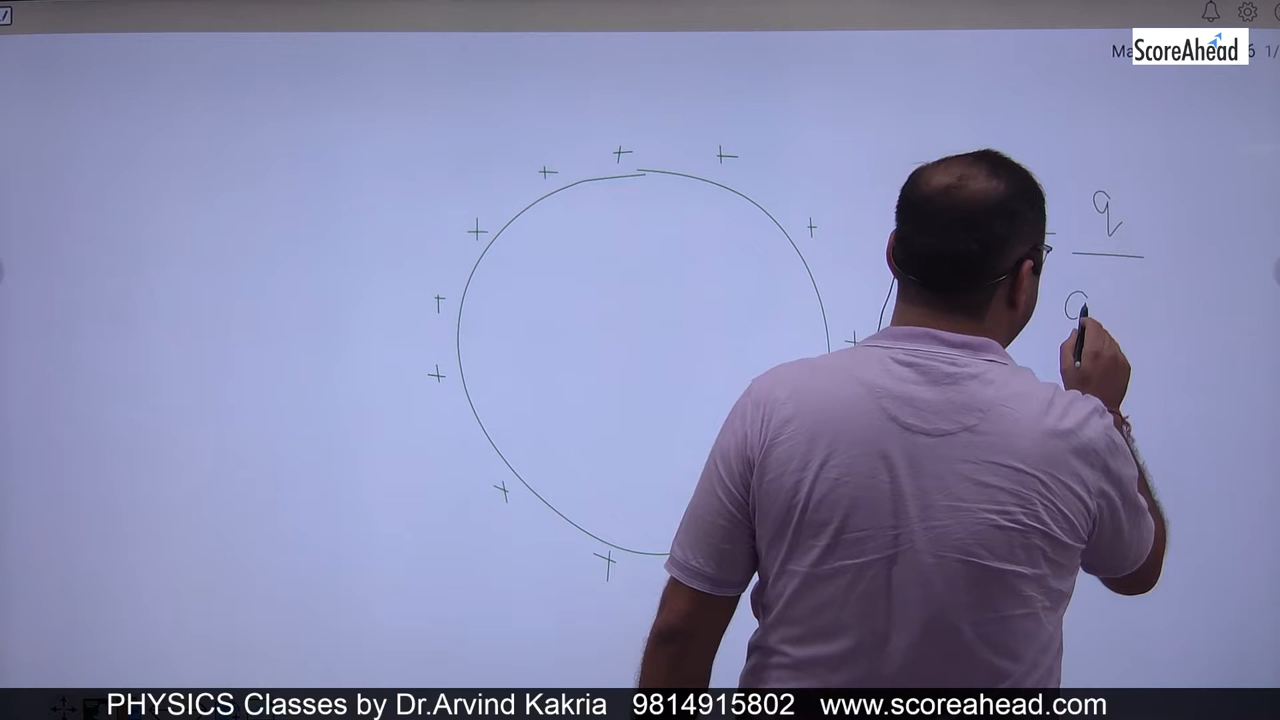 ScoreAhead
+ + +
+ +
q
+
+
PHYSICS Classes by Dr.Arvind Kakria 9814915802 www.scoreahead.com